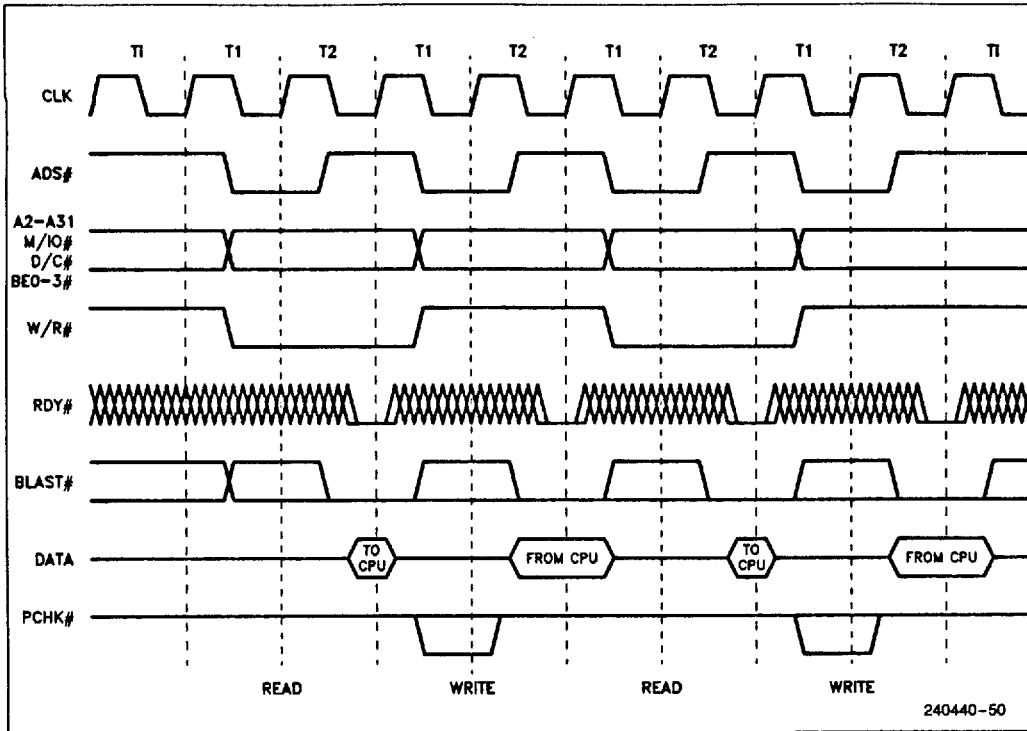 Ti T1 T2 T1 T2 T1 T2 T1 T2 Ti
CLK
ADS#
A2-A31
M/IO#
D/C#
BE0-3#
W/R#
RDY#
BLAST#
DATA
TO CPU
FROM CPU
TO CPU
FROM CPU
PCHK#
READ WRITE READ WRITE
240440-50